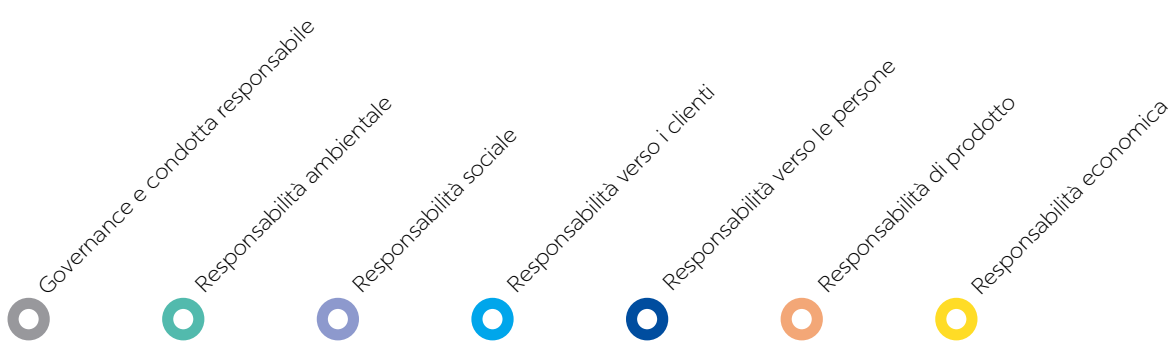 Governance e condotta responsabile
Responsabilità ambientale
Responsabilità sociale
Responsabilità verso i clienti
Responsabilità verso le persone
Responsabilità di prodotto
Responsabilità economica